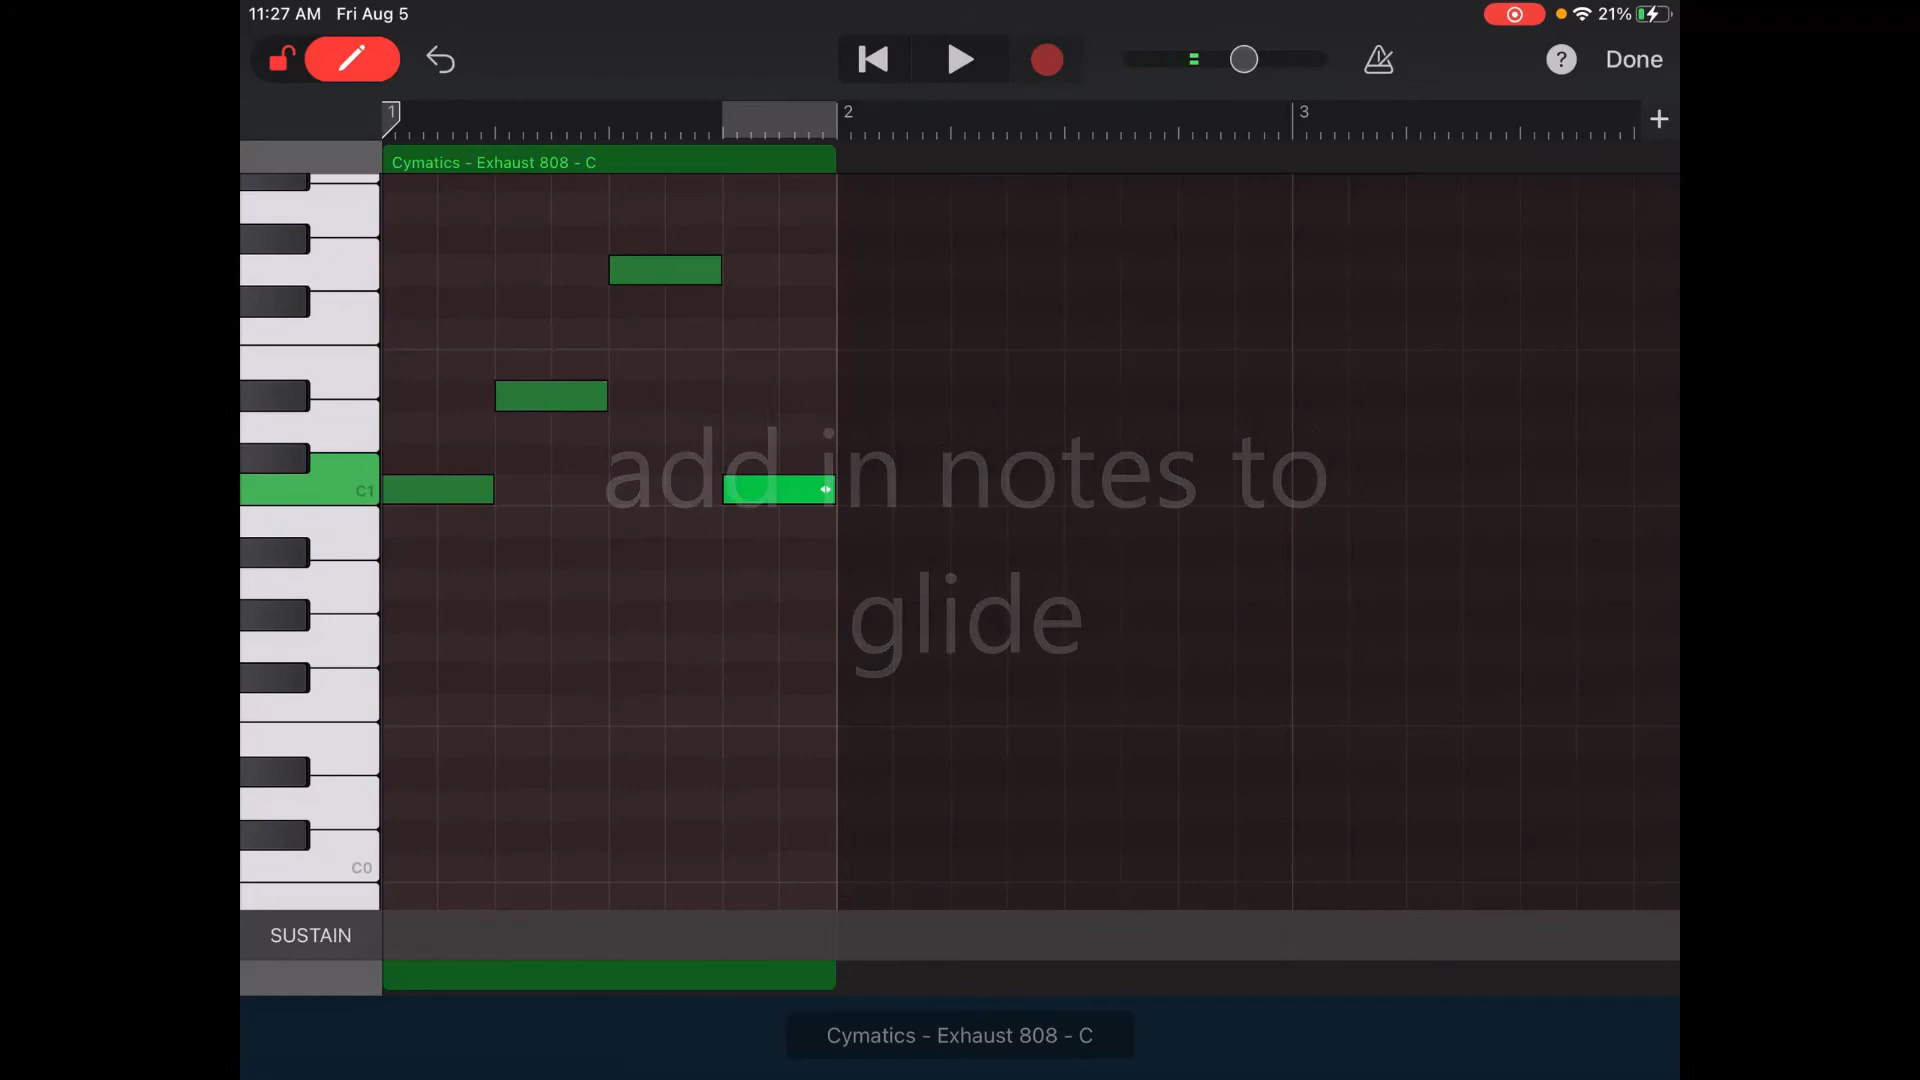 11:27 AM Fri Aug 5
21%
? Done
1 2 3
Cymatics - Exhaust 808 - C
C1
add in notes to
glide
C0
SUSTAIN
Cymatics - Exhaust 808 - C